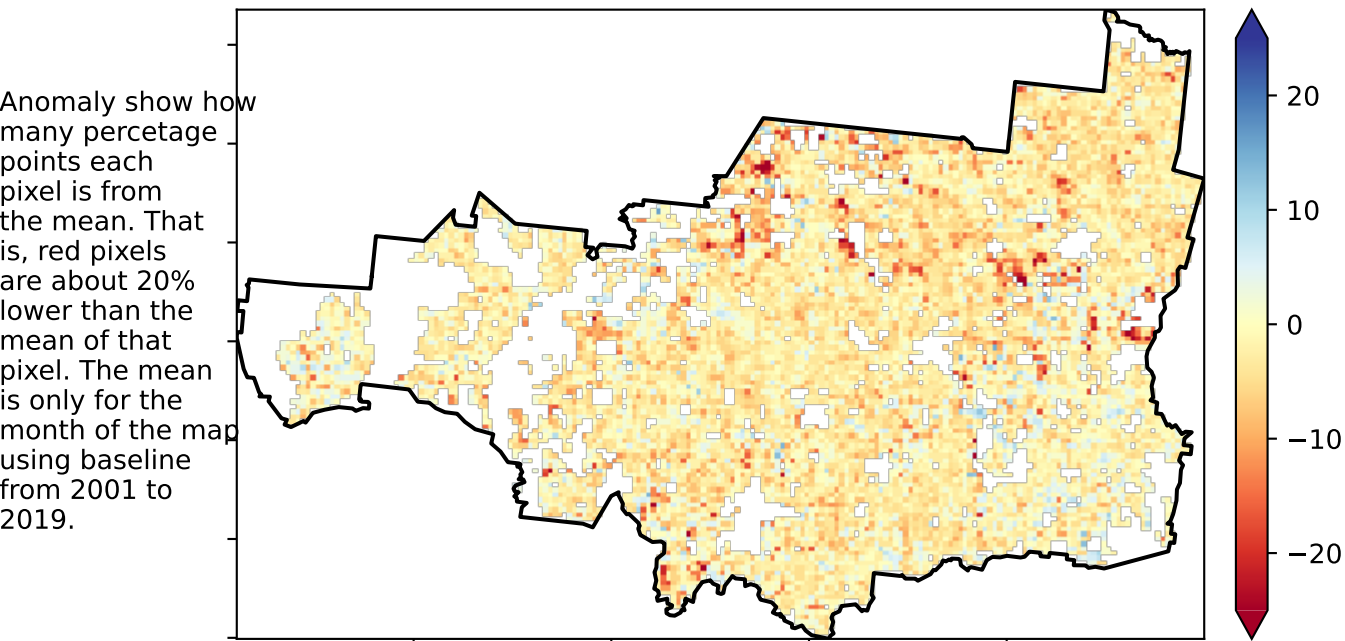 Anomaly show how
many percetage
points each
pixel is from
the mean. That
is, red pixels
are about 20%
lower than the
mean of that
pixel. The mean
is only for the
month of the map
using baseline
from 2001 to
2019.
20
10
0
−10
−20